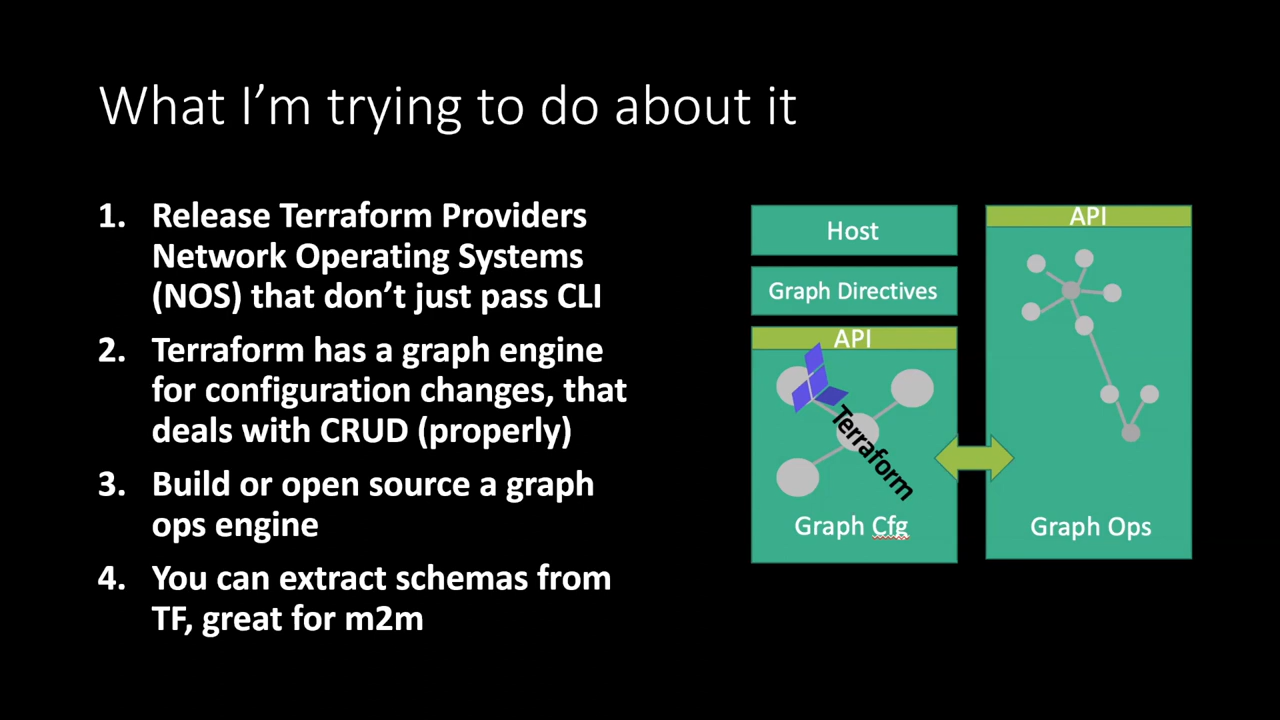 What I’m trying to do about it
1. Release Terraform Providers
Network Operating Systems
(NOS) that don’t just pass CLI
2. Terraform has a graph engine
for configuration changes, that
deals with CRUD (properly)
3. Build or open source a graph
ops engine
4. You can extract schemas from
TF, great for m2m
Host
Graph Directives
API
Terraform
Graph Cfg
API
Graph Ops